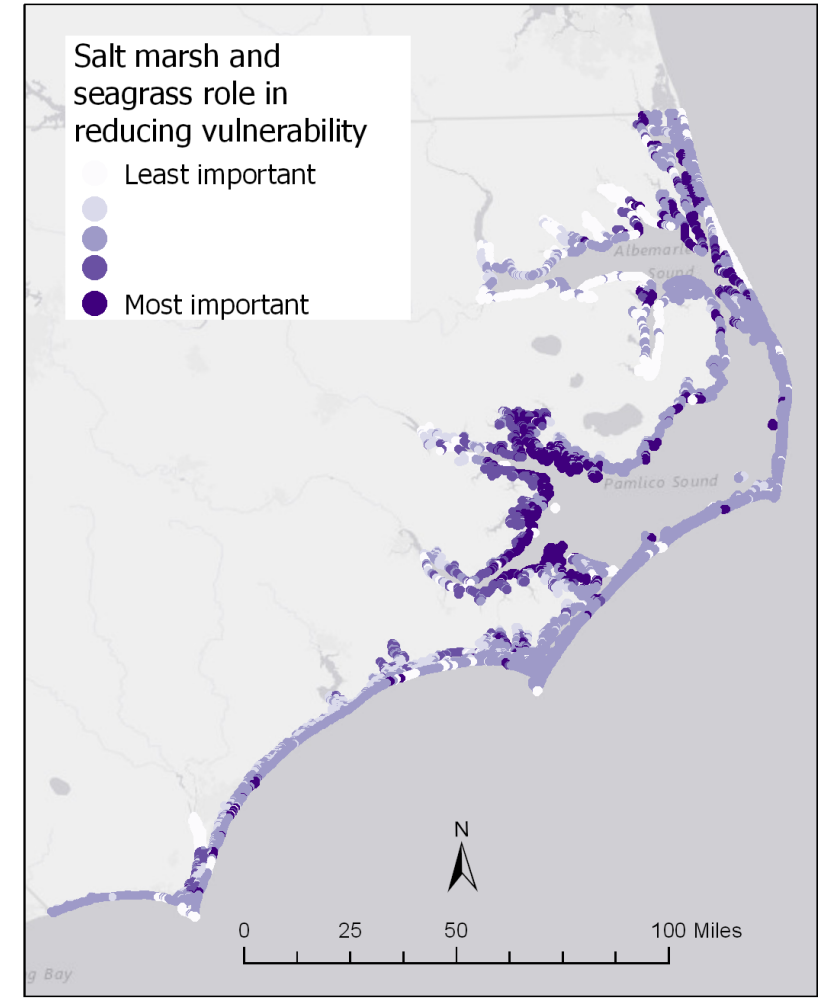 Salt marsh and
seagrass role in
reducing vulnerability
Least important
Most important
Albemarle
Sound
Pamlico Sound
N
0 25 50 100 Miles
g Bay